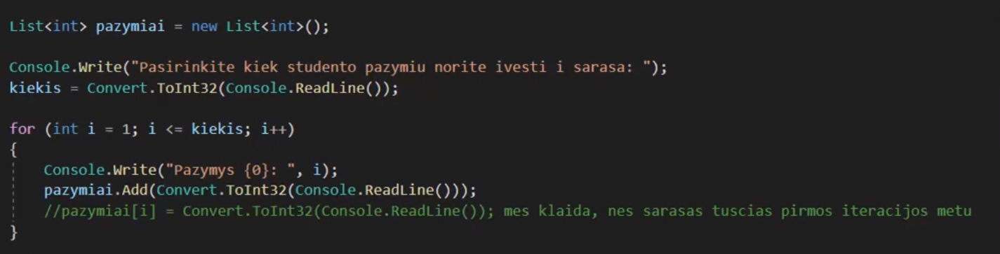 List<int> pazymiai = new List<int>();
Console.Write("Pasirinkite kiek studento pazymiu norite ivesti i sarasa: ");
kiekis = Convert.ToInt32(Console.ReadLine());
for (int i = 1; i <= kiekis; i++)
{
    Console.Write("Pazymys {0}: ", i);
    pazymiai.Add(Convert.ToInt32(Console.ReadLine()));
    //pazymiai[i] = Convert.ToInt32(Console.ReadLine()); mes klaida, nes sarasas tuscias pirmos iteracijos metu
}